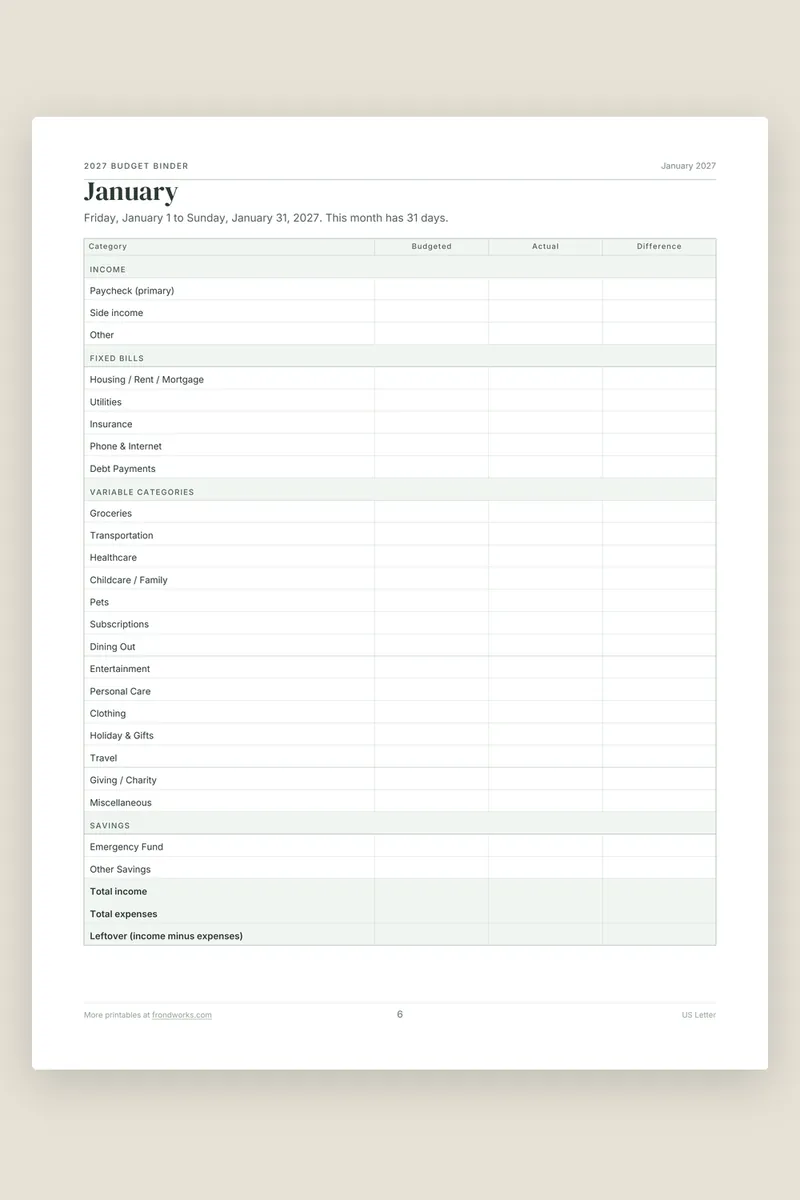 2027 BUDGET BINDER January 2027
January
Friday, January 1 to Sunday, January 31, 2027. This month has 31 days.
Category Budgeted Actual Difference
INCOME
Paycheck (primary)
Side income
Other
FIXED BILLS
Housing / Rent / Mortgage
Utilities
Insurance
Phone & Internet
Debt Payments
VARIABLE CATEGORIES
Groceries
Transportation
Healthcare
Childcare / Family
Pets
Subscriptions
Dining Out
Entertainment
Personal Care
Clothing
Holiday & Gifts
Travel
Giving / Charity
Miscellaneous
SAVINGS
Emergency Fund
Other Savings
Total income
Total expenses
Leftover (income minus expenses)
More printables at frondworks.com 6 US Letter